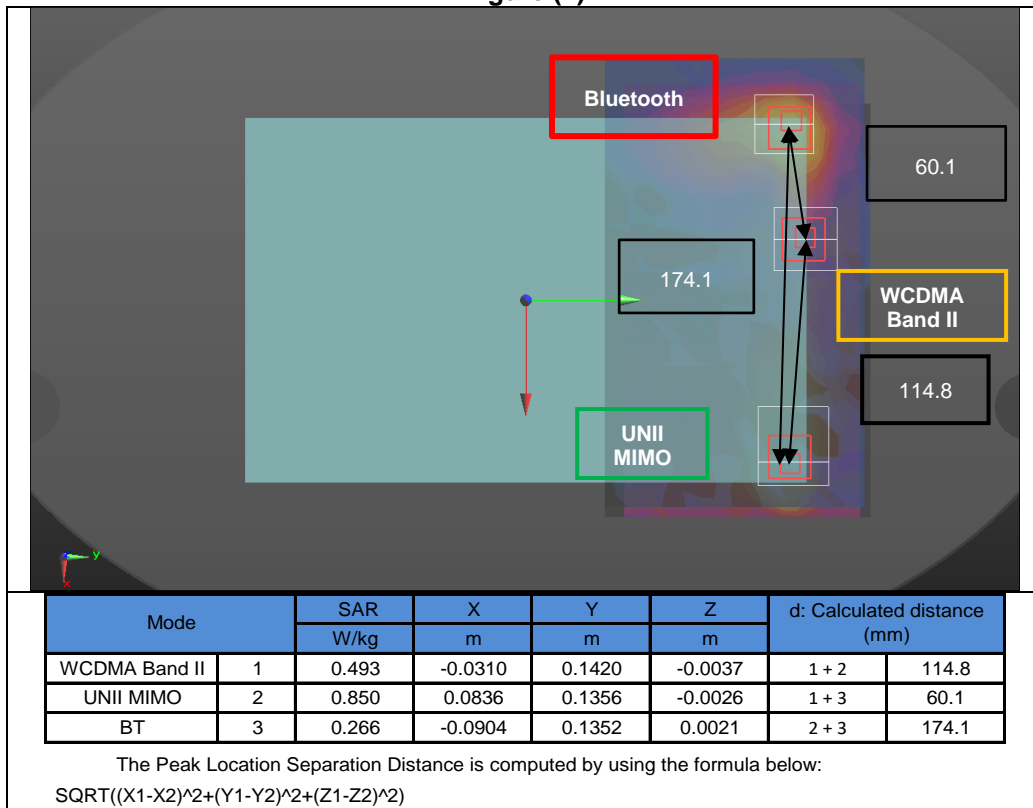 Bluetooth
60.1
174.1
WCDMA
Band II
114.8
UNII
MIMO
y
x
Mode SAR X Y Z d: Calculated distance (mm)
W/kg m m m
WCDMA Band II 1 0.493 -0.0310 0.1420 -0.0037 1 + 2 114.8
UNII MIMO 2 0.850 0.0836 0.1356 -0.0026 1 + 3 60.1
BT 3 0.266 -0.0904 0.1352 0.0021 2 + 3 174.1
The Peak Location Separation Distance is computed by using the formula below:
SQRT((X1-X2)^2+(Y1-Y2)^2+(Z1-Z2)^2)